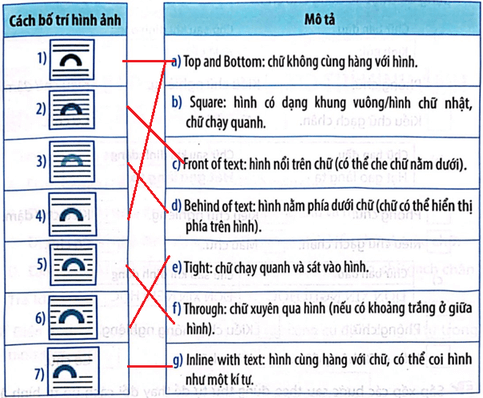 Cách bố trí hình ảnh
Mô tả
1)
a) Top and Bottom: chữ không cùng hàng với hình.
2)
b) Square: hình có dạng khung vuông/hình chữ nhật,
chữ chạy quanh.
3)
c) Front of text: hình nổi trên chữ (có thể che chữ nằm dưới).
4)
d) Behind of text: hình nằm phía dưới chữ (chữ có thể hiển thị
phía trên hình).
5)
e) Tight: chữ chạy quanh và sát vào hình.
6)
f) Through: chữ xuyên qua hình (nếu có khoảng trắng ở giữa
hình).
7)
g) Inline with text: hình cùng hàng với chữ, có thể coi hình
như một kí tự.